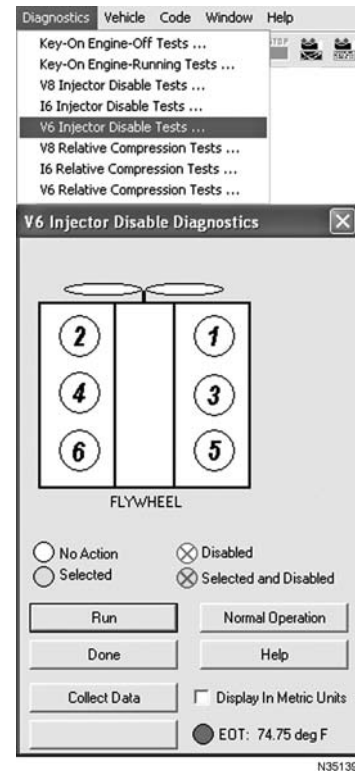 Diagnostics Vehicle Code Window Help
Key-On Engine-Off Tests ...
Key-On Engine-Running Tests ...
V8 Injector Disable Tests ...
I6 Injector Disable Tests ...
V6 Injector Disable Tests ...
V8 Relative Compression Tests ...
I6 Relative Compression Tests ...
V6 Relative Compression Tests ...
V6 Injector Disable Diagnostics
2 1
4 3
6 5
FLYWHEEL
No Action Disabled
Selected Selected and Disabled
Run Normal Operation
Done Help
Collect Data Display In Metric Units
EOT: 74.75 deg F
N35139